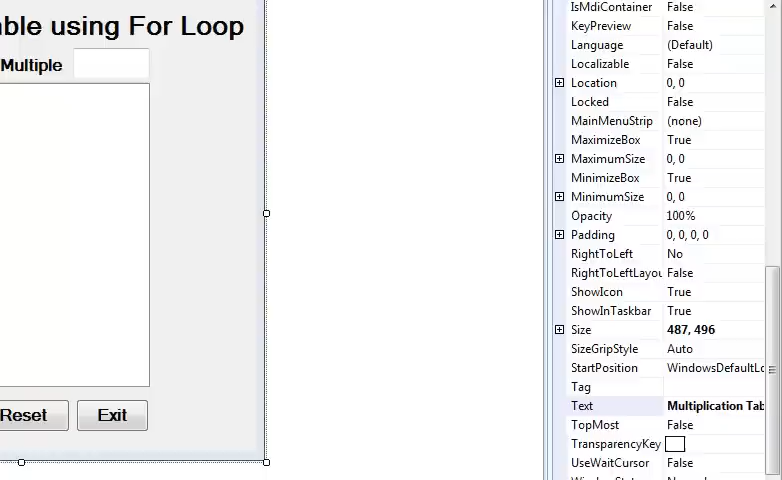 able using For Loop
Multiple
Reset
Exit
IsMdiContainer False
KeyPreview False
Language (Default)
Localizable False
Location 0, 0
Locked False
MainMenuStrip (none)
MaximizeBox True
MaximumSize 0, 0
MinimizeBox True
MinimumSize 0, 0
Opacity 100%
Padding 0, 0, 0, 0
RightToLeft No
RightToLeftLayou False
ShowIcon True
ShowInTaskbar True
Size 487, 496
SizeGripStyle Auto
StartPosition WindowsDefaultLo
Tag
Text Multiplication Tab
TopMost False
TransparencyKey
UseWaitCursor False